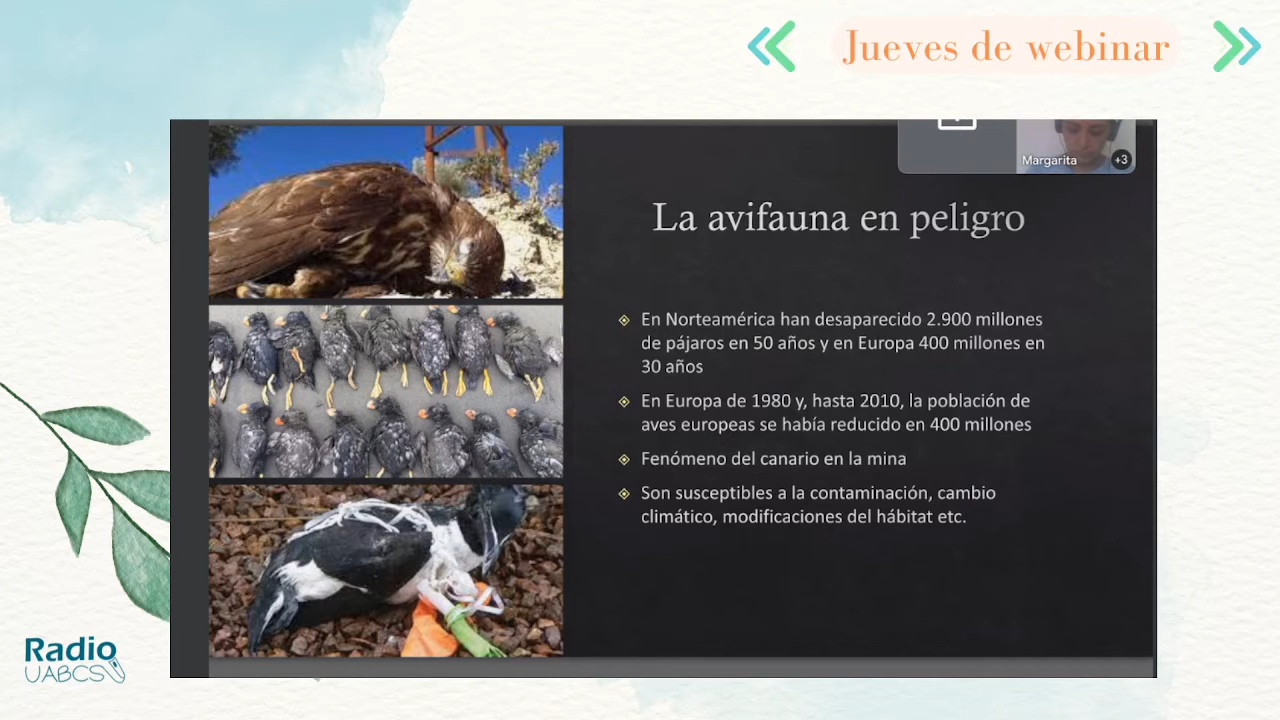 Jueves de webinar
Margarita
+3
La avifauna en peligro
En Norteamérica han desaparecido 2.900 millones
de pájaros en 50 años y en Europa 400 millones en
30 años
En Europa de 1980 y, hasta 2010, la población de
aves europeas se había reducido en 400 millones
Fenómeno del canario en la mina
Son susceptibles a la contaminación, cambio
climático, modificaciones del hábitat etc.
Radio
UABCS